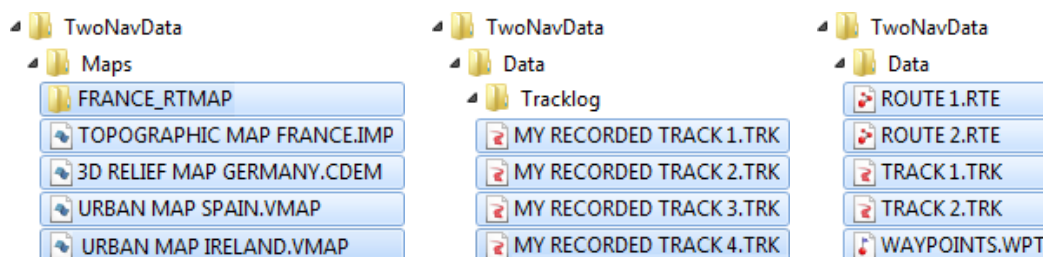 TwoNavData
Maps
FRANCE_RTMAP
TOPOGRAPHIC MAP FRANCE.IMP
3D RELIEF MAP GERMANY.CDEM
URBAN MAP SPAIN.VMAP
URBAN MAP IRELAND.VMAP
TwoNavData
Data
Tracklog
MY RECORDED TRACK 1.TRK
MY RECORDED TRACK 2.TRK
MY RECORDED TRACK 3.TRK
MY RECORDED TRACK 4.TRK
TwoNavData
Data
ROUTE 1.RTE
ROUTE 2.RTE
TRACK 1.TRK
TRACK 2.TRK
WAYPOINTS.WPT